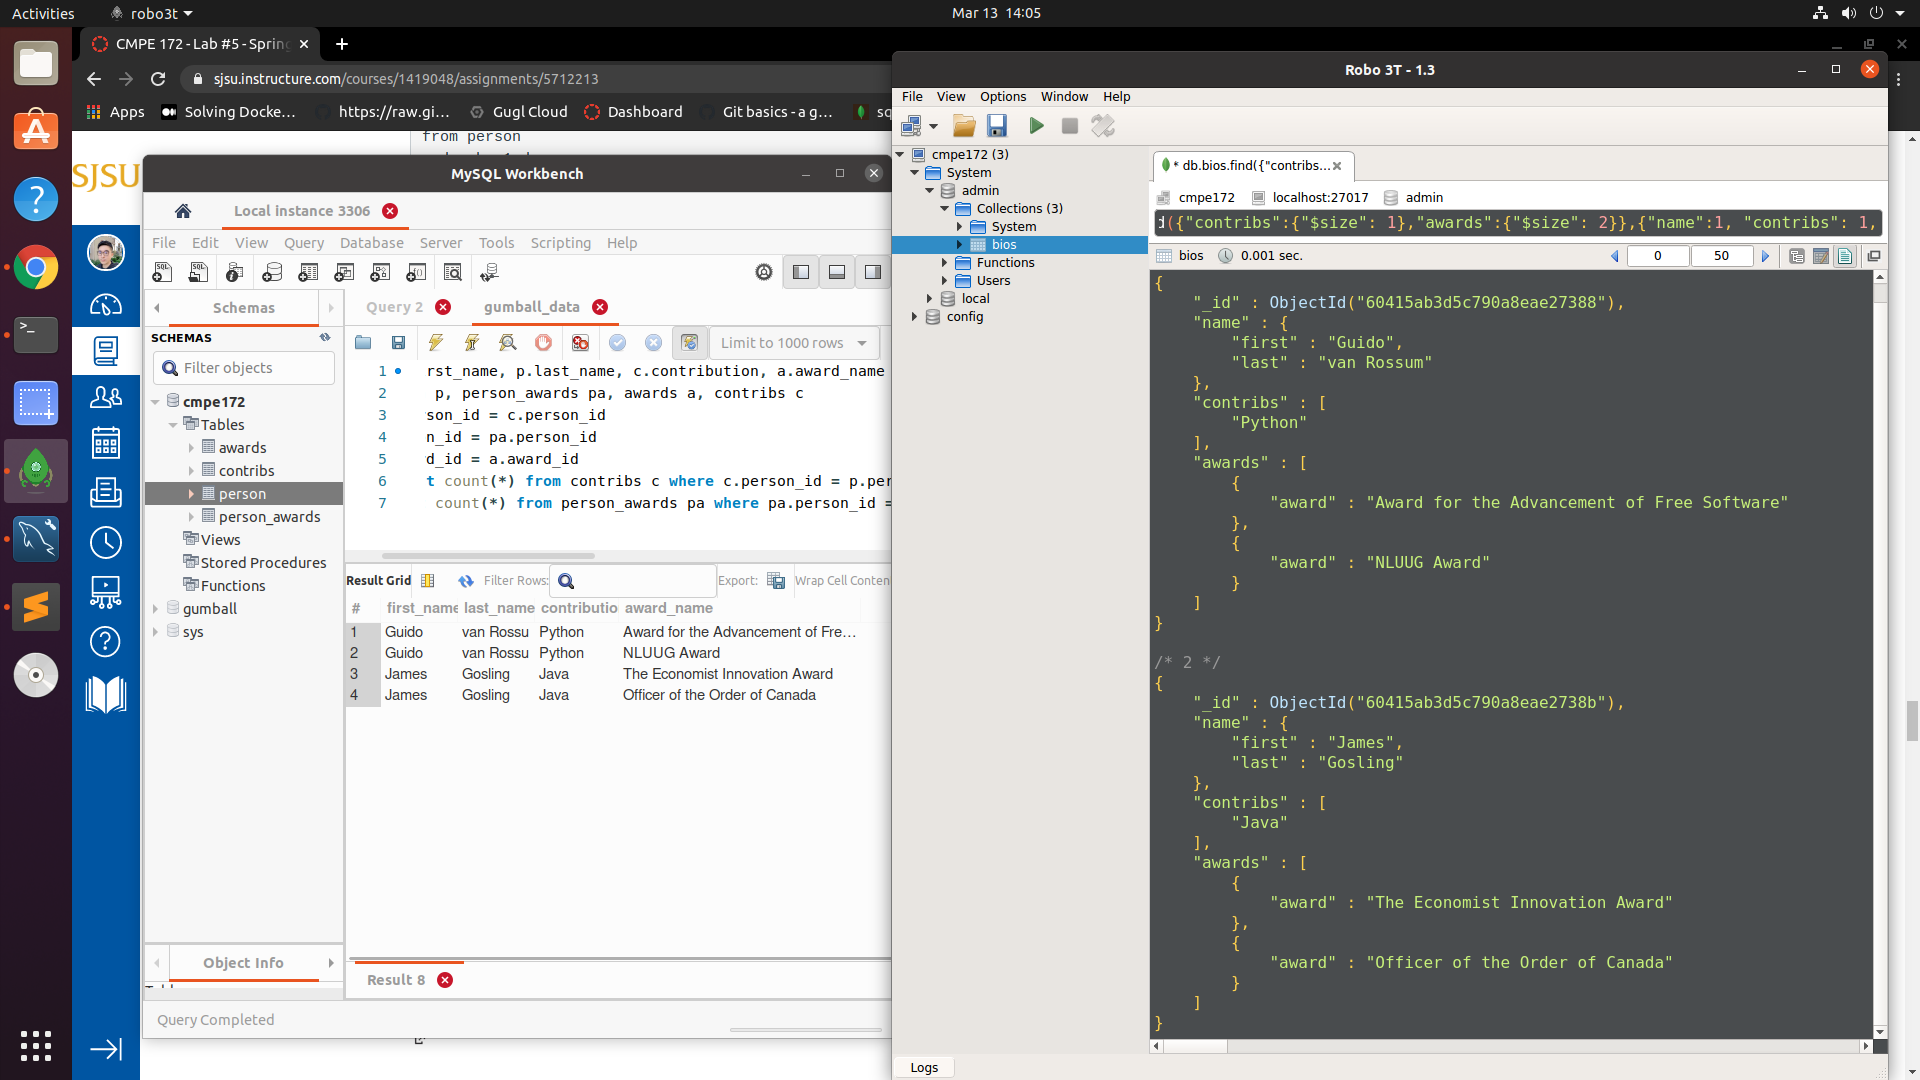 Activities
robo3t
Mar 13 14:05
CMPE 172 - Lab #5 - Spring
sjsu.instructure.com/courses/1419048/assignments/5712213
Apps
Solving Docke...
https://raw.gi...
Gugl Cloud
Dashboard
Git basics - a g...
from person
SJSU
MySQL Workbench
Local instance 3306
File Edit View Query Database Server Tools Scripting Help
Schemas
Query 2
gumball_data
SCHEMAS
Filter objects
Limit to 1000 rows
cmpe172
Tables
awards
contribs
person
person_awards
Views
Stored Procedures
Functions
gumball
sys
1 rst_name, p.last_name, c.contribution, a.award_name
2 p, person_awards pa, awards a, contribs c
3 son_id = c.person_id
4 n_id = pa.person_id
5 d_id = a.award_id
6 t count(*) from contribs c where c.person_id = p.per
7 count(*) from person_awards pa where pa.person_id =
Result Grid
Filter Rows:
Export:
Wrap Cell Conten
# first_name last_name contributio award_name
1 Guido van Rossu Python Award for the Advancement of Fre...
2 Guido van Rossu Python NLUUG Award
3 James Gosling Java The Economist Innovation Award
4 James Gosling Java Officer of the Order of Canada
Object Info
Result 8
Query Completed
Robo 3T - 1.3
File View Options Window Help
cmpe172 (3)
System
admin
Collections (3)
System
bios
Functions
Users
local
config
* db.bios.find({"contribs...
cmpe172 localhost:27017 admin
({"contribs":{"$size": 1},"awards":{"$size": 2}},{"name":1, "contribs": 1,
bios 0.001 sec.
0 50
{
"_id" : ObjectId("60415ab3d5c790a8eae27388"),
"name" : {
"first" : "Guido",
"last" : "van Rossum"
},
"contribs" : [
"Python"
],
"awards" : [
{
"award" : "Award for the Advancement of Free Software"
},
{
"award" : "NLUUG Award"
}
]
}
/* 2 */
{
"_id" : ObjectId("60415ab3d5c790a8eae2738b"),
"name" : {
"first" : "James",
"last" : "Gosling"
},
"contribs" : [
"Java"
],
"awards" : [
{
"award" : "The Economist Innovation Award"
},
{
"award" : "Officer of the Order of Canada"
}
]
}
Logs